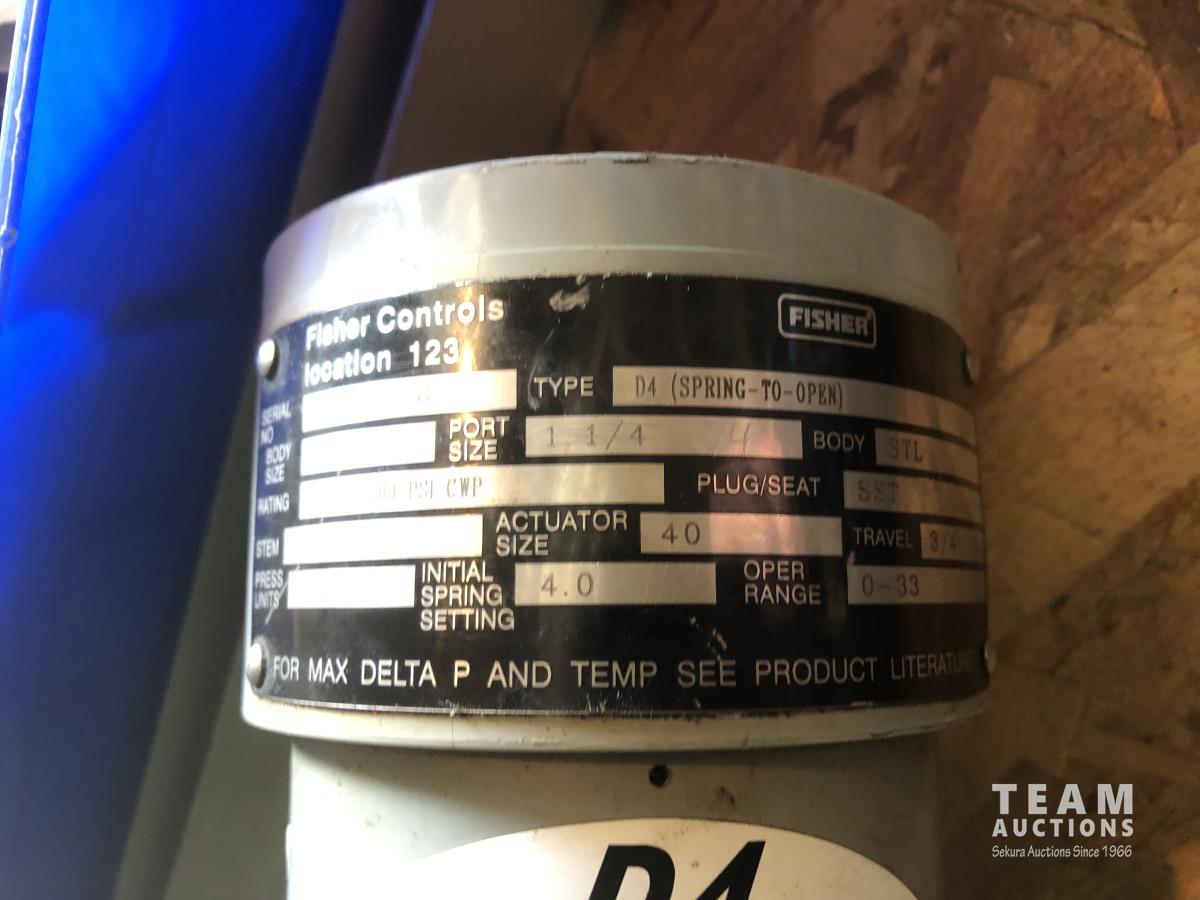 Fisher Controls
location 123
FISHER
SERIAL NO
TYPE D4 (SPRING-TO-OPEN)
BODY SIZE
PORT SIZE 1 1/4
BODY STL
RATING PSI CWP
PLUG/SEAT SST
STEM
ACTUATOR SIZE 40
TRAVEL 3/4
PRESS UNITS
INITIAL SPRING SETTING 4.0
OPER RANGE 0-33
FOR MAX DELTA P AND TEMP SEE PRODUCT LITERATURE
D4
TEAM
AUCTIONS
Sekura Auctions Since 1966